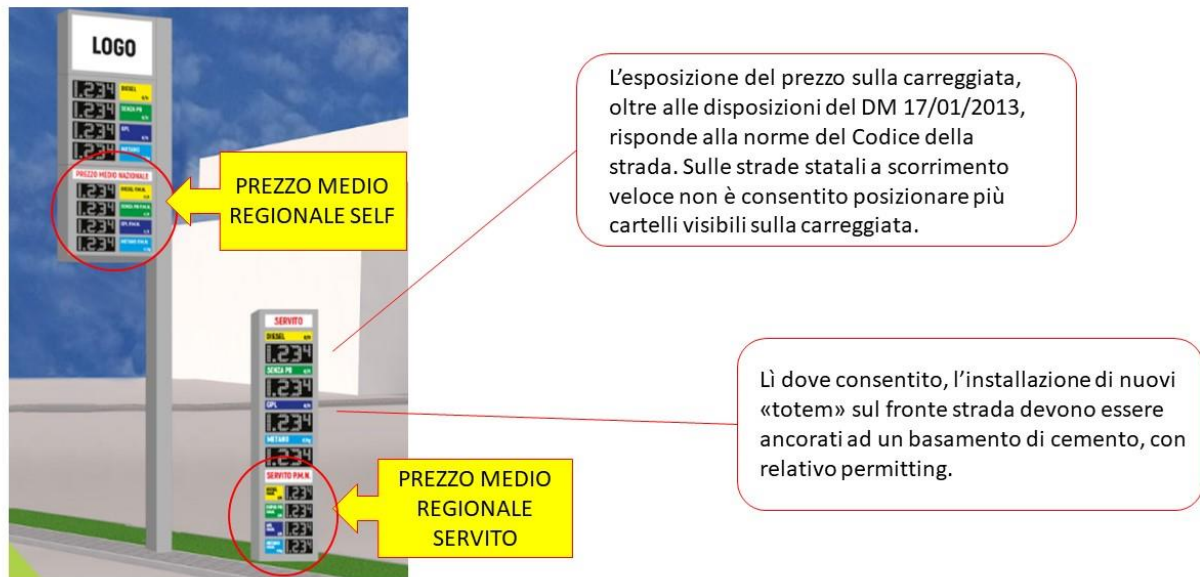 LOGO
1.234 DIESEL
1.234 SENZA PB
1.234 GPL
1.234 METANO
PREZZO MEDIO NAZIONALE
1.234 DIESEL P.M.N.
1.234 SENZA PB P.M.N.
1.234 GPL P.M.N.
1.234 METANO P.M.N.
PREZZO MEDIO
REGIONALE SELF
SERVITO
DIESEL
1.234
SENZA PB
1.234
GPL
1.234
METANO
1.234
SERVITO P.M.N.
1.234
1.234
1.234
1.234
PREZZO MEDIO
REGIONALE
SERVITO
L’esposizione del prezzo sulla carreggiata,
oltre alle disposizioni del DM 17/01/2013,
risponde alla norme del Codice della
strada. Sulle strade statali a scorrimento
veloce non è consentito posizionare più
cartelli visibili sulla carreggiata.
Lì dove consentito, l’installazione di nuovi
«totem» sul fronte strada devono essere
ancorati ad un basamento di cemento, con
relativo permitting.